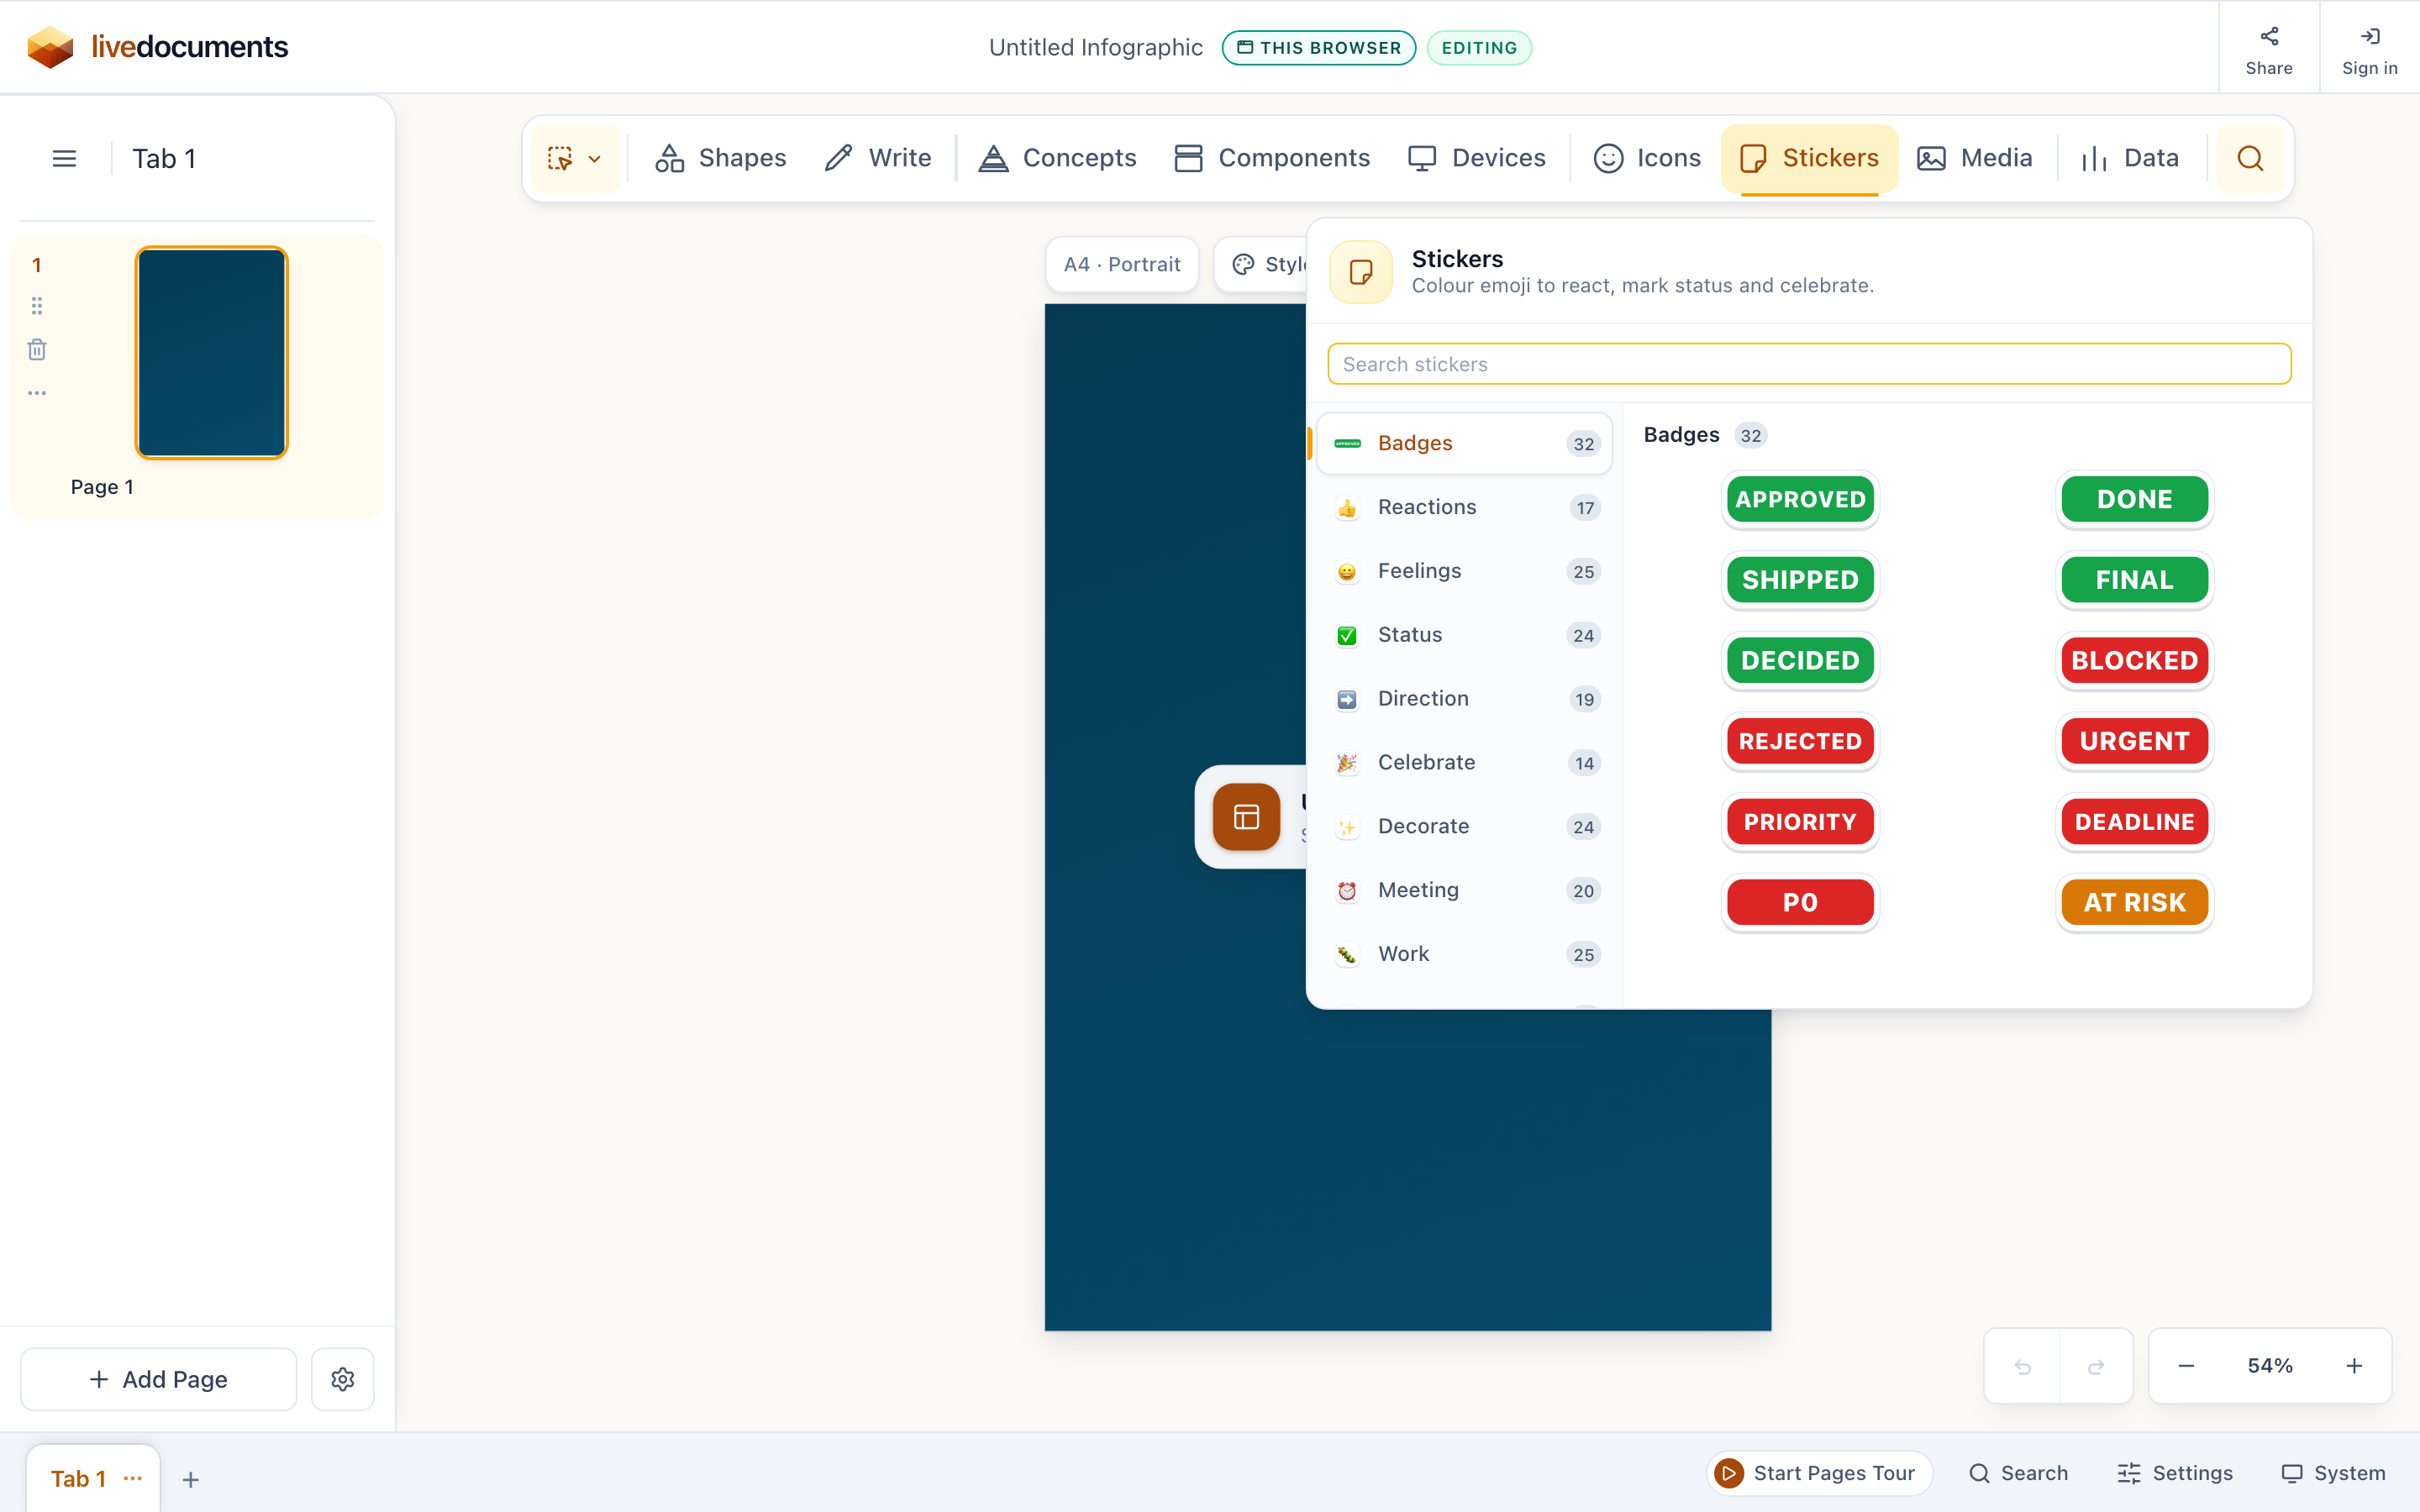 livedocuments
Untitled Infographic
THIS BROWSER
EDITING
Share
Sign in
Tab 1
Shapes
Write
Concepts
Components
Devices
Icons
Stickers
Media
Data
1
Page 1
A4 · Portrait
Stickers
Colour emoji to react, mark status and celebrate.
Search stickers
Badges 32
Reactions 17
Feelings 25
Status 24
Direction 19
Celebrate 14
Decorate 24
Meeting 20
Work 25
Badges 32
APPROVED
DONE
SHIPPED
FINAL
DECIDED
BLOCKED
REJECTED
URGENT
PRIORITY
DEADLINE
P0
AT RISK
Add Page
54%
Tab 1
Start Pages Tour
Search
Settings
System